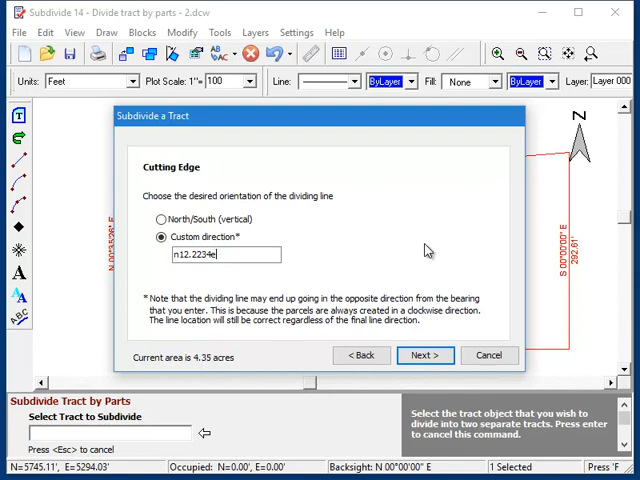 Subdivide 14 - Divide tract by parts - 2.dcw
File Edit View Draw Blocks Modify Tools Layers Settings Help
Units: Feet Plot Scale: 1"= 100 Line: ByLayer Fill: None ByLayer Layer: Layer 000
Subdivide a Tract
N
Cutting Edge
Choose the desired orientation of the dividing line
North/South (vertical)
Custom direction*
n12.2234e
* Note that the dividing line may end up going in the opposite direction from the bearing
that you enter. This is because the parcels are always created in a clockwise direction.
The line location will still be correct regardless of the final line direction.
Current area is 4.35 acres
< Back Next > Cancel
S 00°00'00" E
292.61'
Subdivide Tract by Parts
Select Tract to Subdivide
Press <Esc> to cancel
Select the tract object that you wish to
divide into two separate tracts. Press enter
to cancel this command.
N=5745.11', E=5294.03' Occupied: N=0.00', E=0.00' Backsight: N 00°00'00" E 1 Selected Press 'F